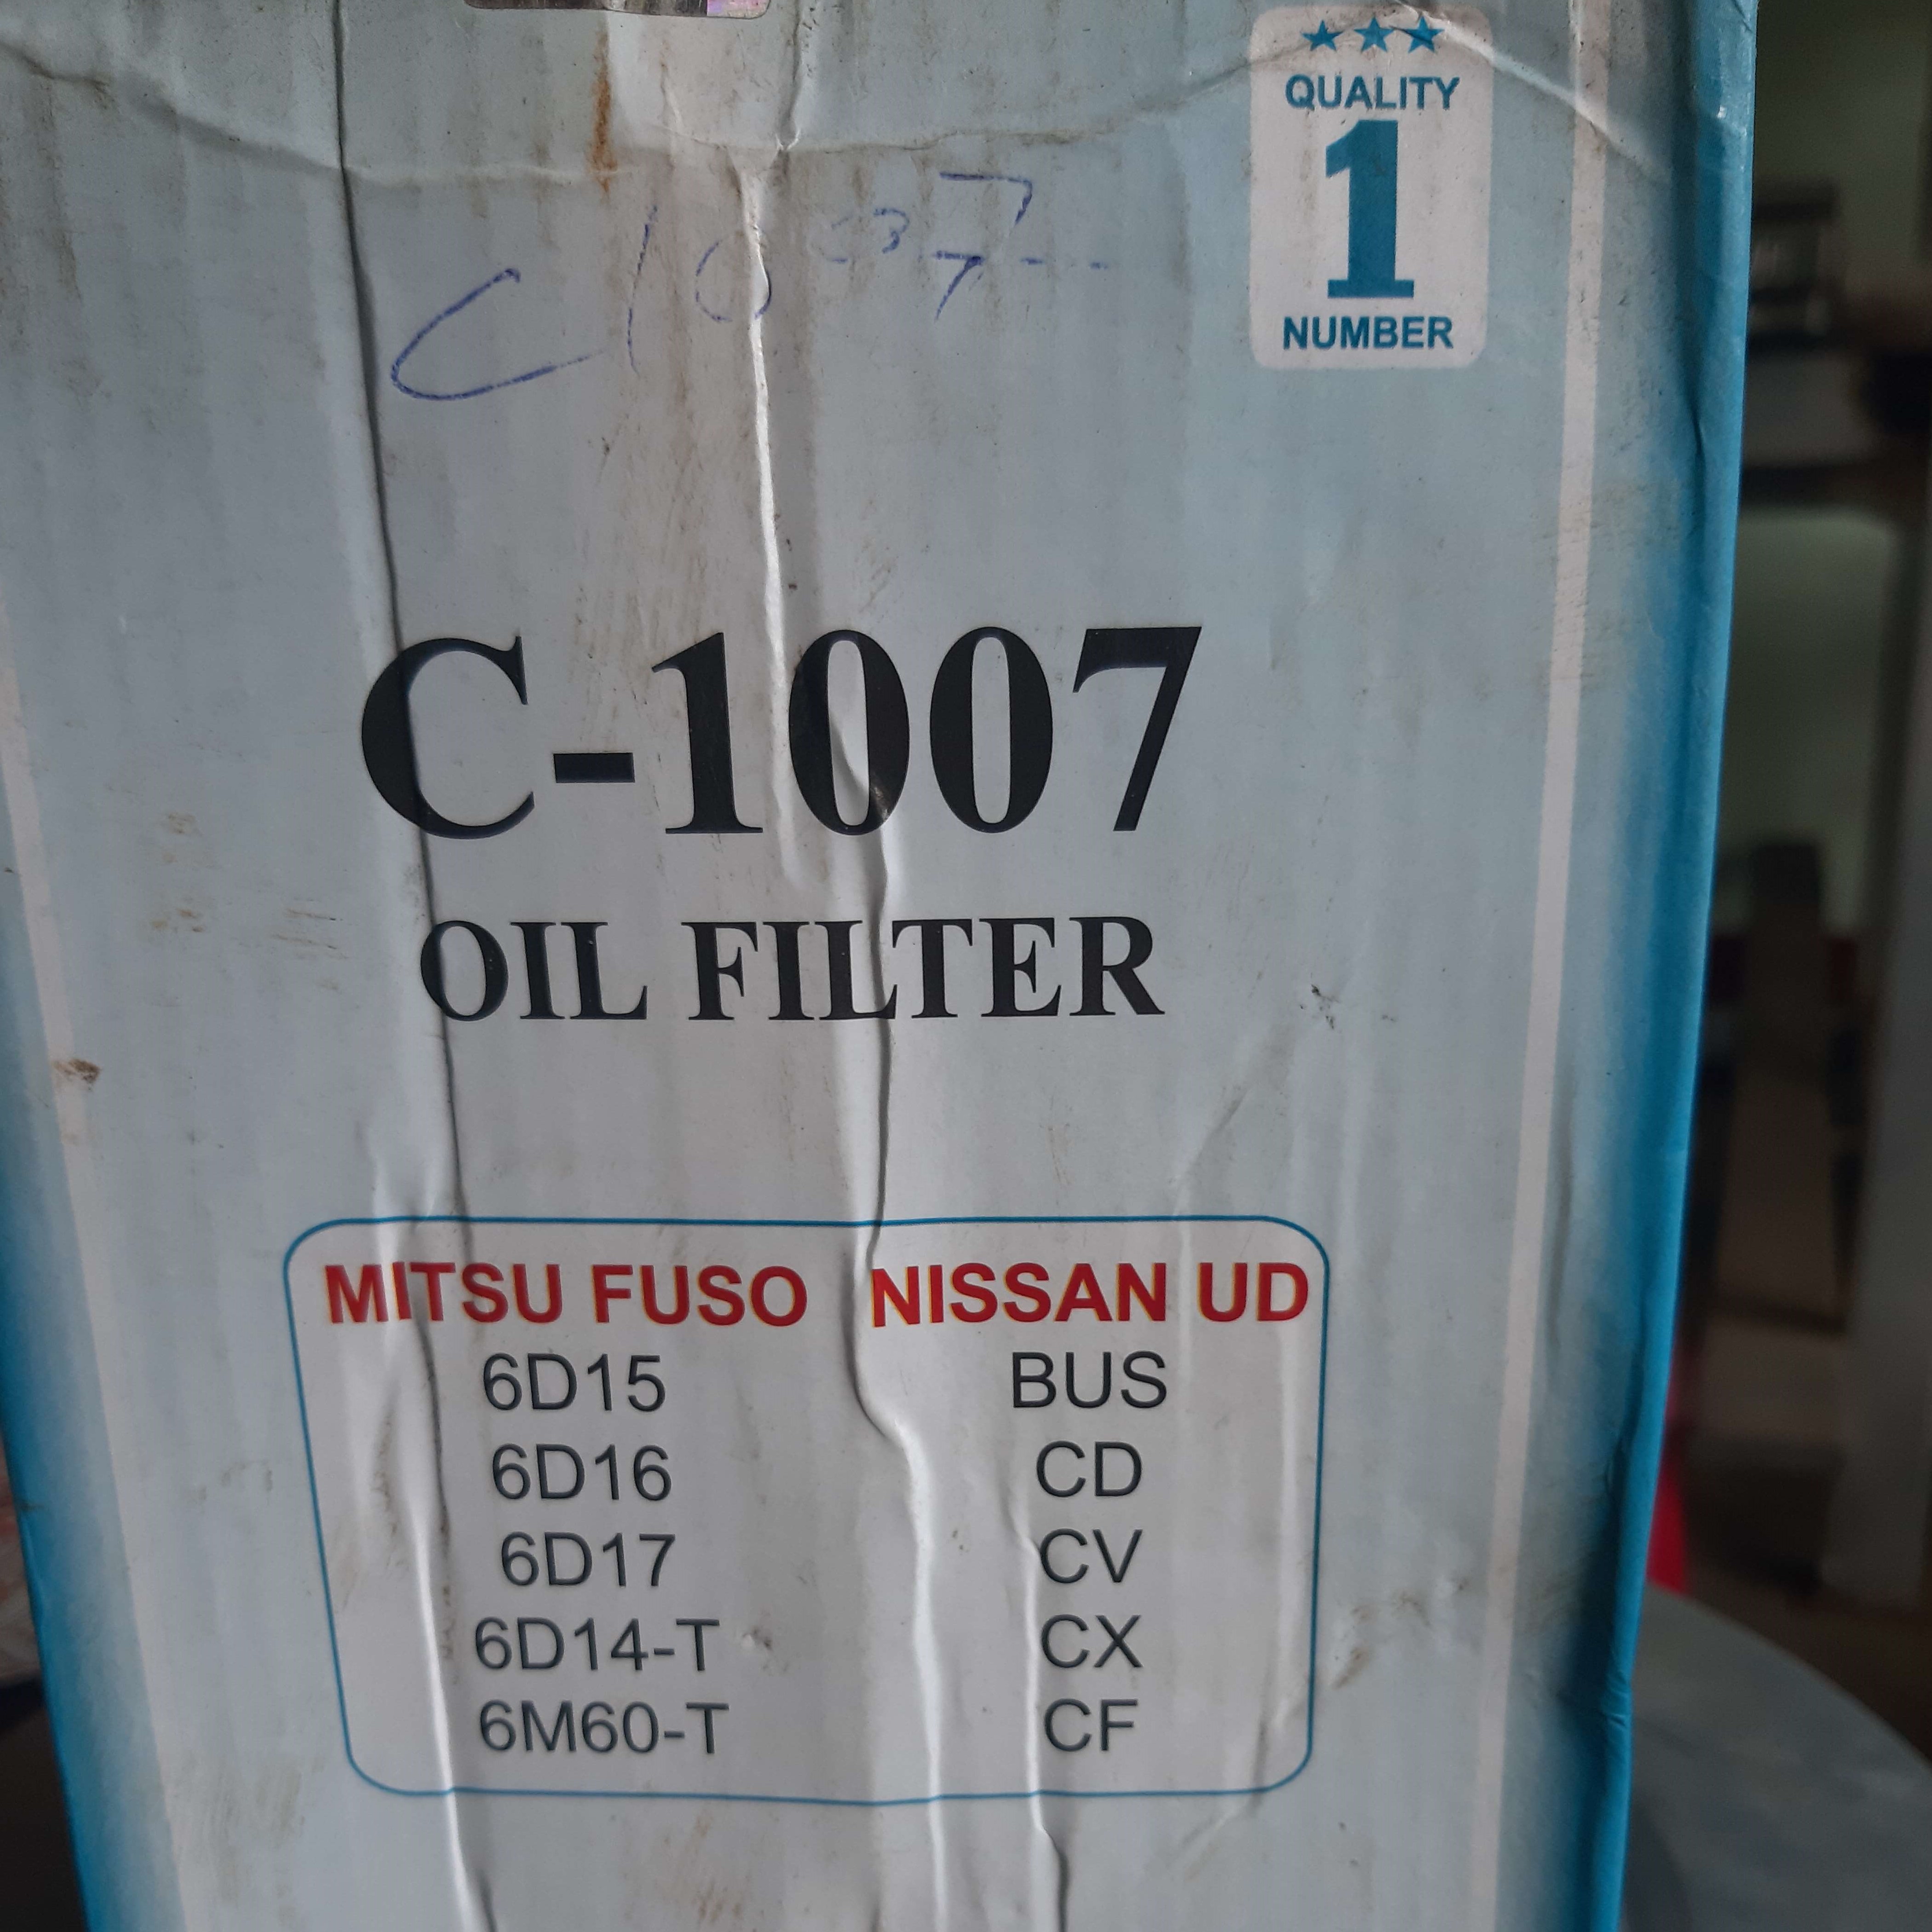 QUALITY
1
NUMBER
C1007
C-1007
OIL FILTER
MITSU FUSO NISSAN UD
6D15 BUS
6D16 CD
6D17 CV
6D14-T CX
6M60-T CF